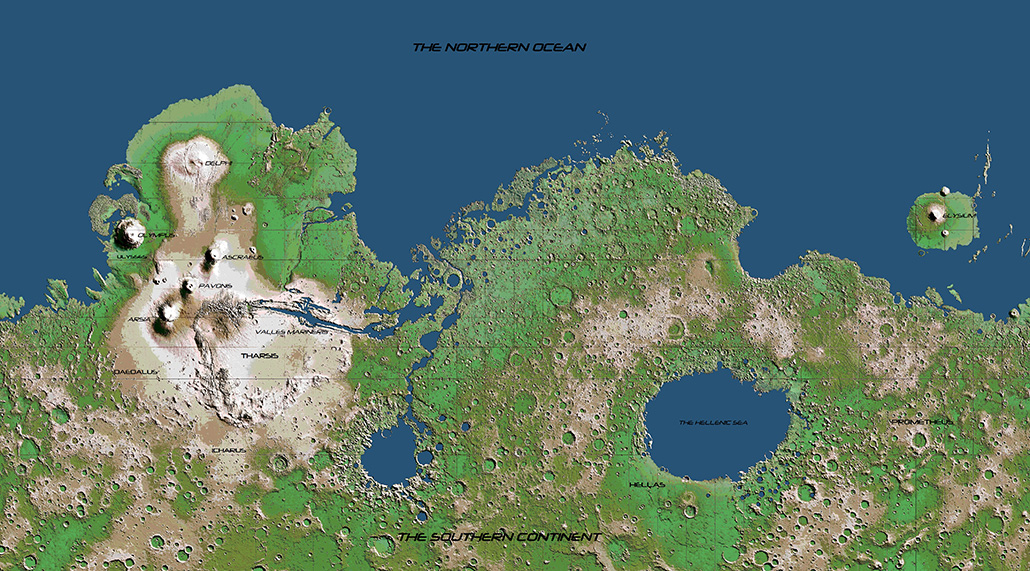 THE NORTHERN OCEAN
DELPHI
OLYMPUS
ELYSIUM
ULYSSES
ASCRAEUS
PAVONIS
ARSIA
VALLES MARINERIS
THARSIS
DAEDALUS
THE HELLENIC SEA
PROMETHEUS
ICHARUS
HELLAS
THE SOUTHERN CONTINENT